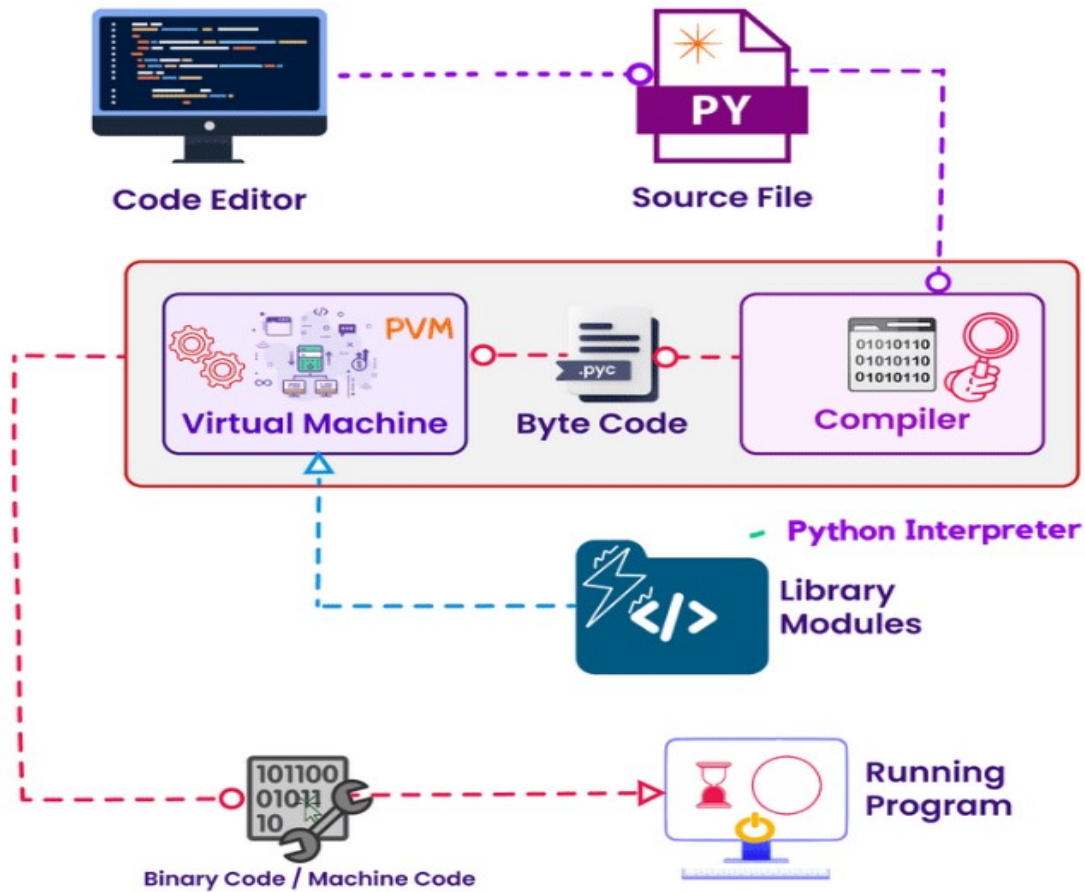 PY
Code Editor
Source File
PVM
01010110
01010110
01010110
.pyc
Virtual Machine
Byte Code
Compiler
Python Interpreter
Library
Modules
</>
101100
01011
10
Running
Program
Binary Code / Machine Code